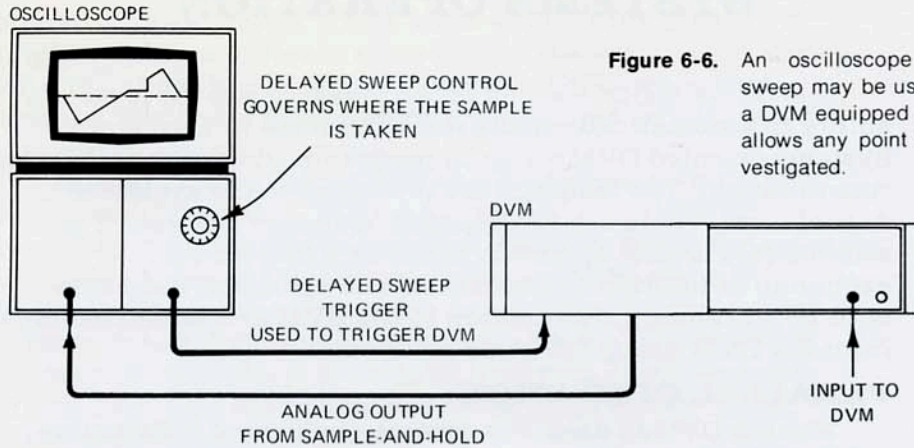 OSCILLOSCOPE
DELAYED SWEEP CONTROL
GOVERNS WHERE THE SAMPLE
IS TAKEN
Figure 6-6. An oscilloscope
sweep may be us
a DVM equipped
allows any point
vestigated.
DVM
DELAYED SWEEP
TRIGGER
USED TO TRIGGER DVM
ANALOG OUTPUT
FROM SAMPLE-AND-HOLD
INPUT TO
DVM